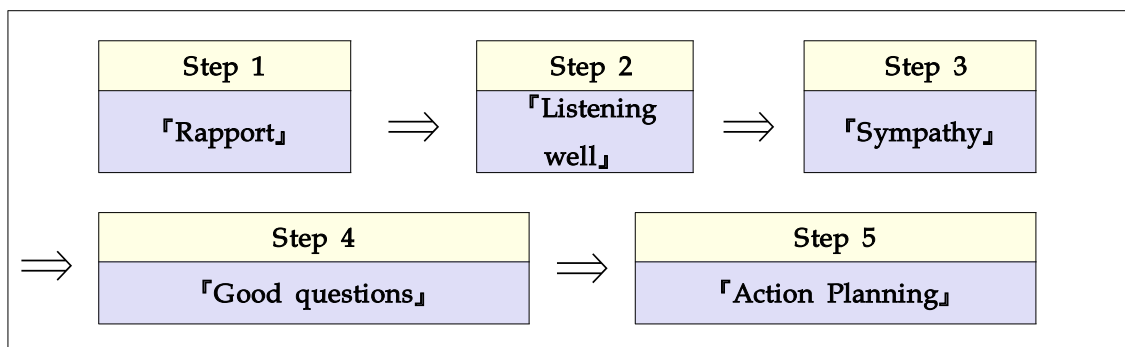 Step 1
Step 2
Step 3
『Rapport』
⇒
『Listening
well』
⇒
『Sympathy』
Step 4
Step 5
⇒
『Good questions』
⇒
『Action Planning』